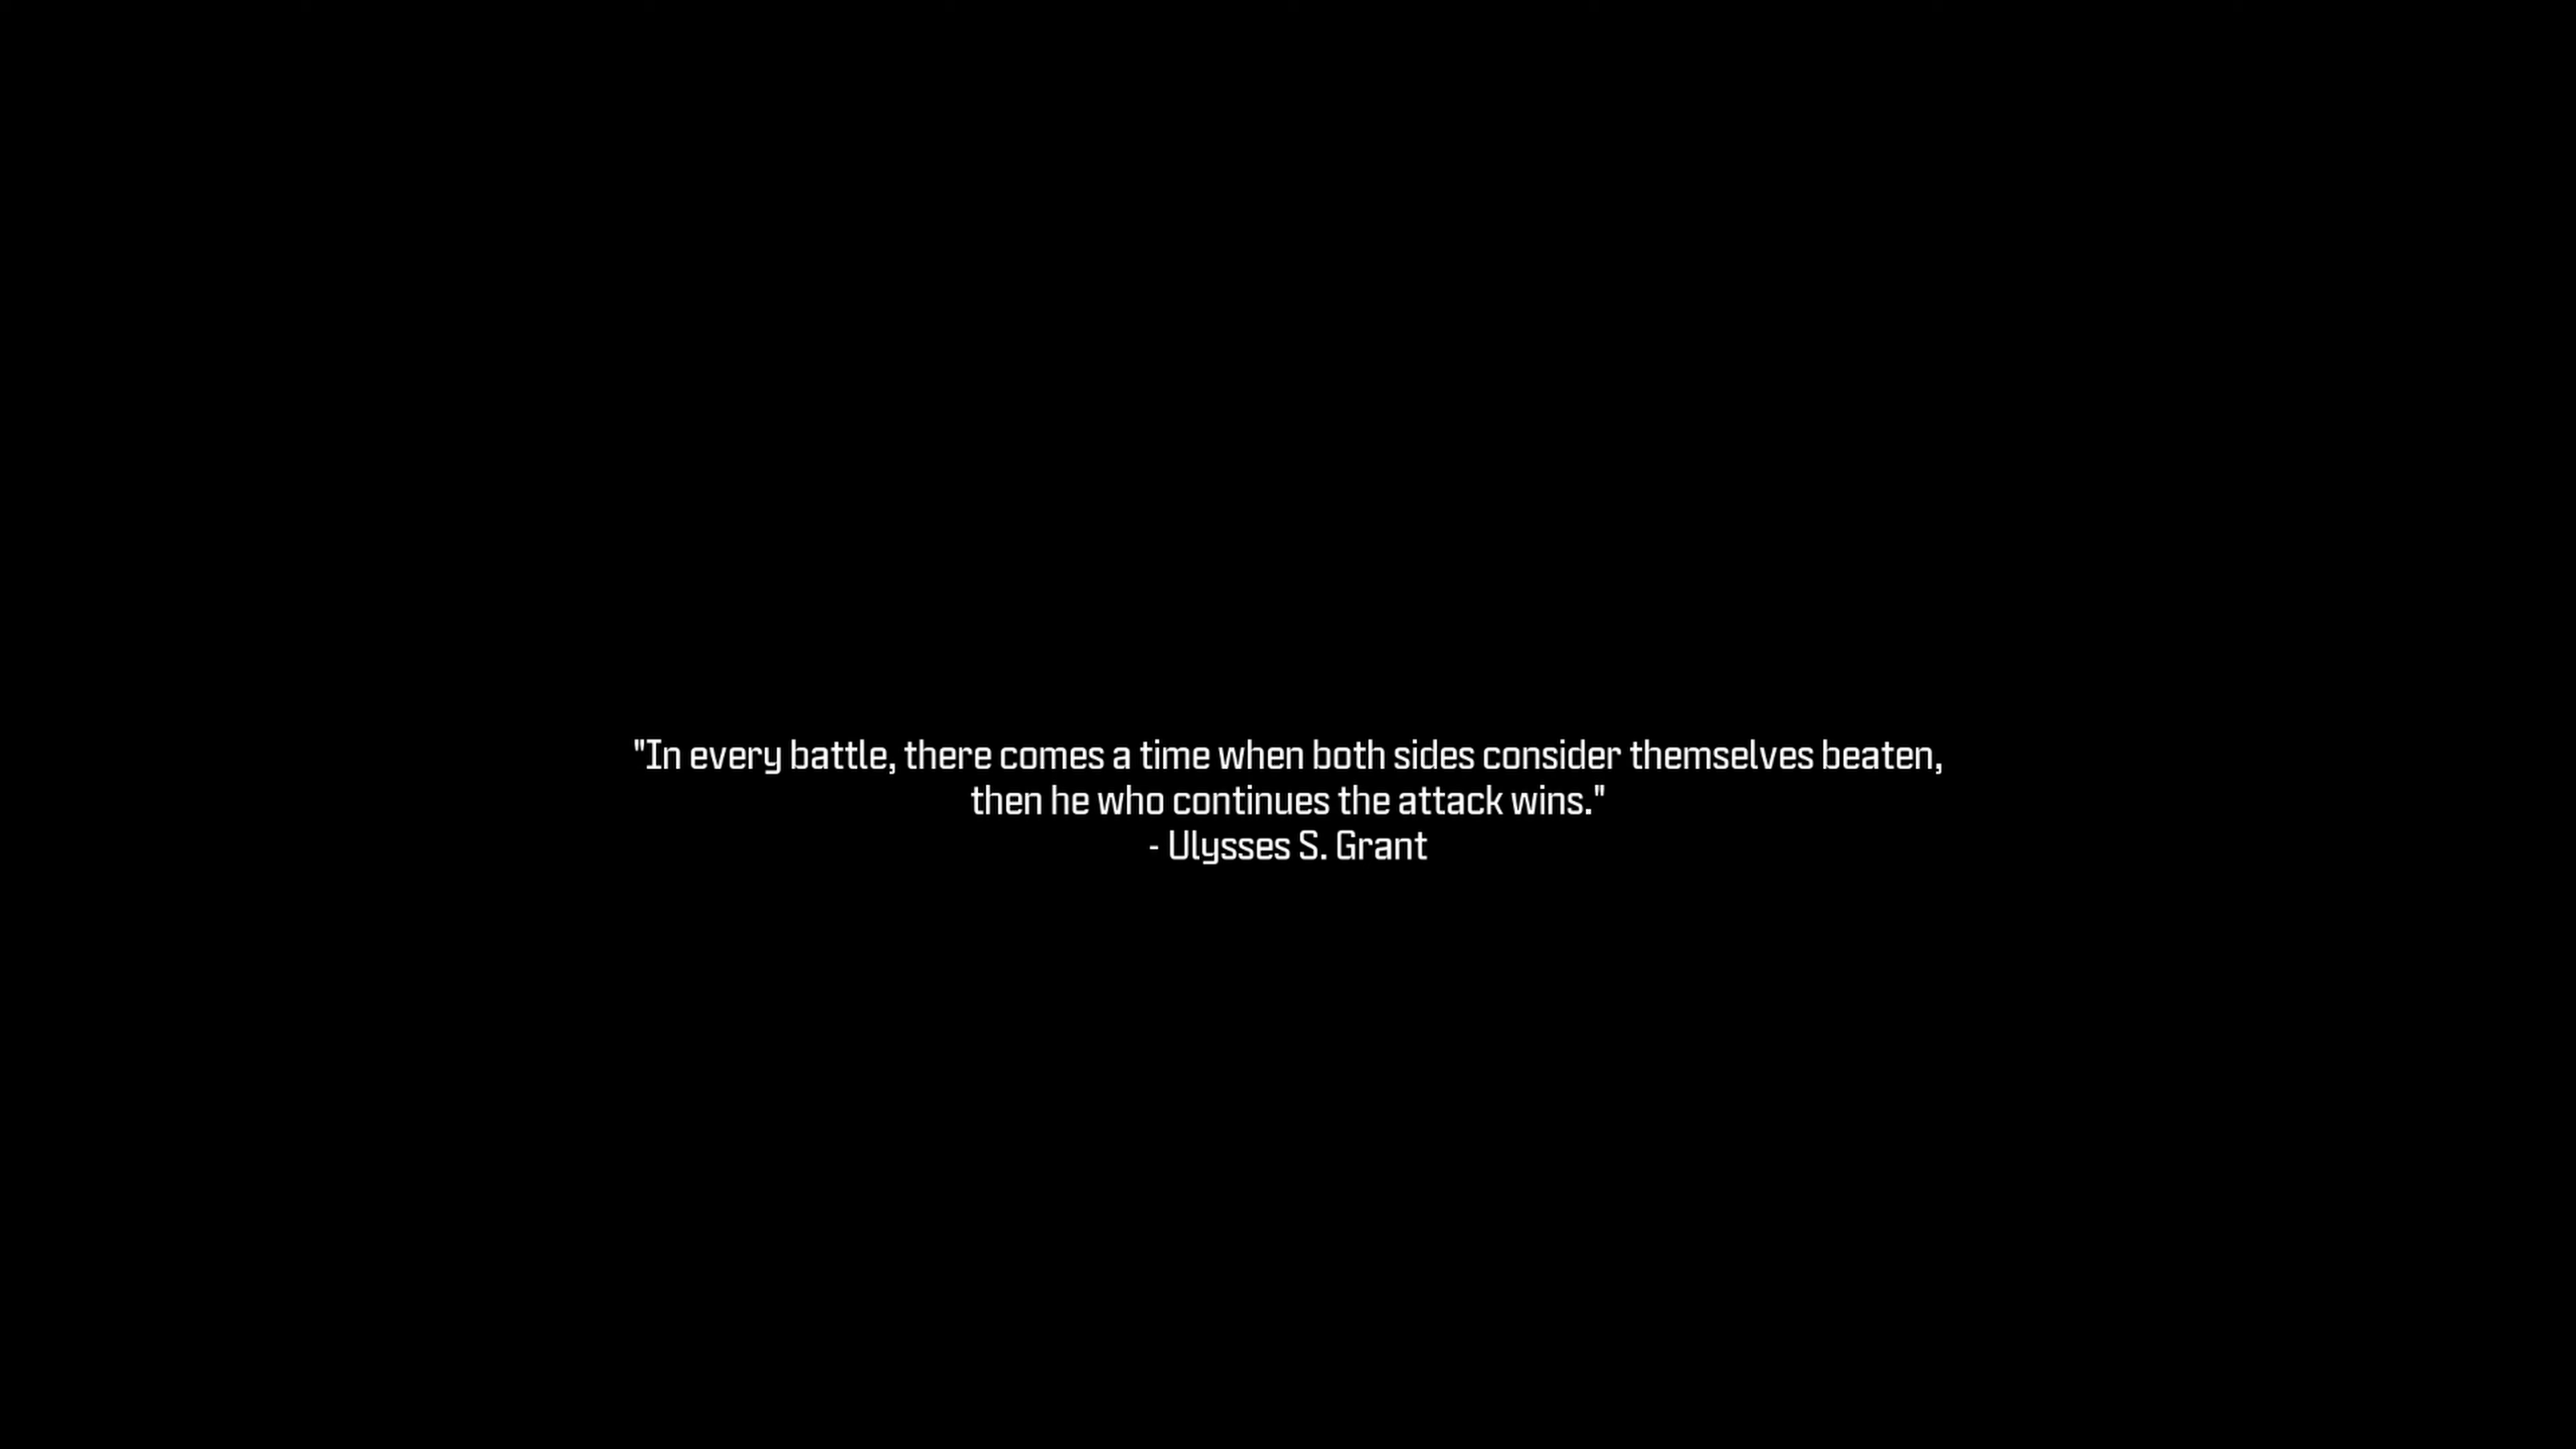 "In every battle, there comes a time when both sides consider themselves beaten,
then he who continues the attack wins."
- Ulysses S. Grant